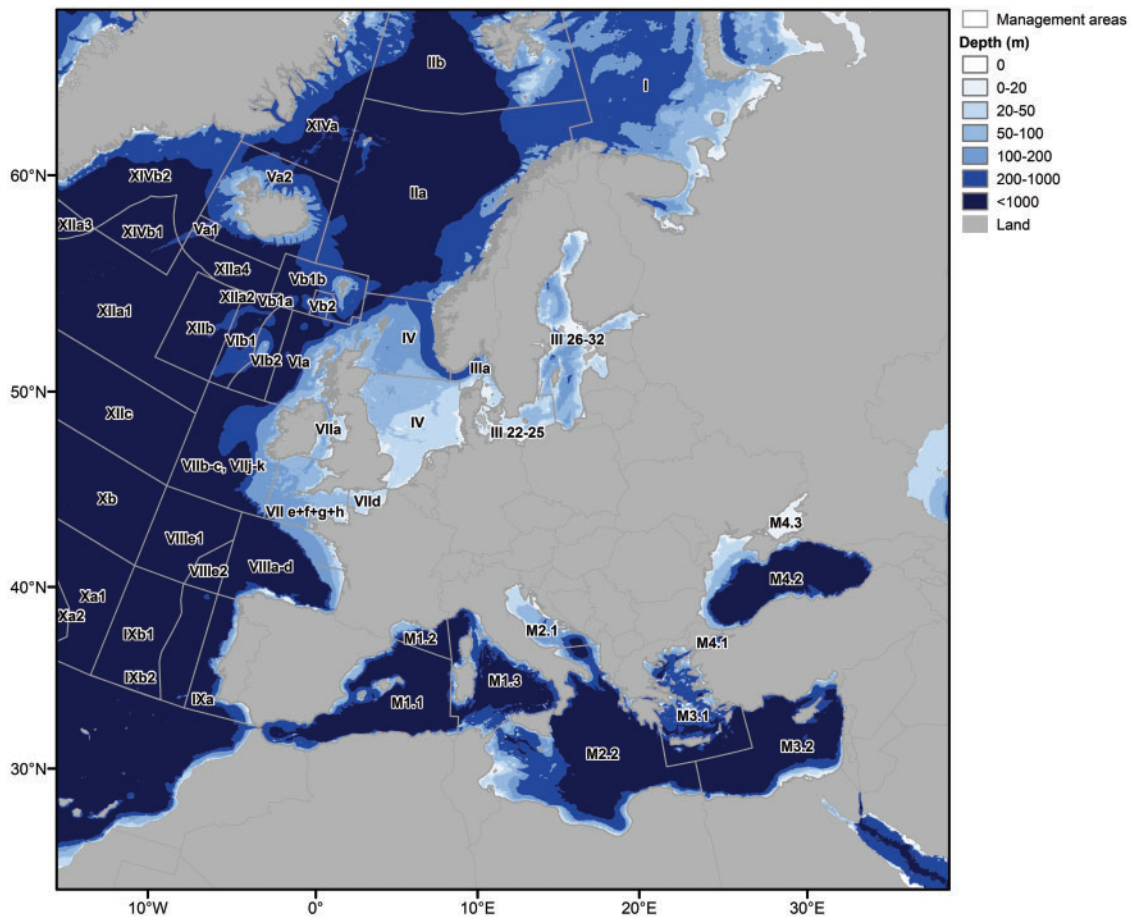 Management areas
Depth (m)
0
0-20
20-50
50-100
100-200
200-1000
<1000
Land
IIb
I
XIVa
60°N
XIVb2
Va2
IIa
XIIa3
XIVb1
Va1
XIIa4
Vb1b
XIIa2
Vb1a
Vb2
XIIa1
XIIb
VIb1
VIb2
VIa
IV
IIIa
III 26-32
50°N
XIIc
VIIa
IV
III 22-25
VIIb-c, VIIj-k
Xb
VII e+f+g+h
VIId
M4.3
VIIIe1
VIIIe2
VIIIa-d
M4.2
40°N
Xa1
Xa2
IXb1
M1.2
M2.1
M4.1
IXb2
IXa
M1.1
M1.3
M3.1
M2.2
M3.2
30°N
10°W
0°
10°E
20°E
30°E